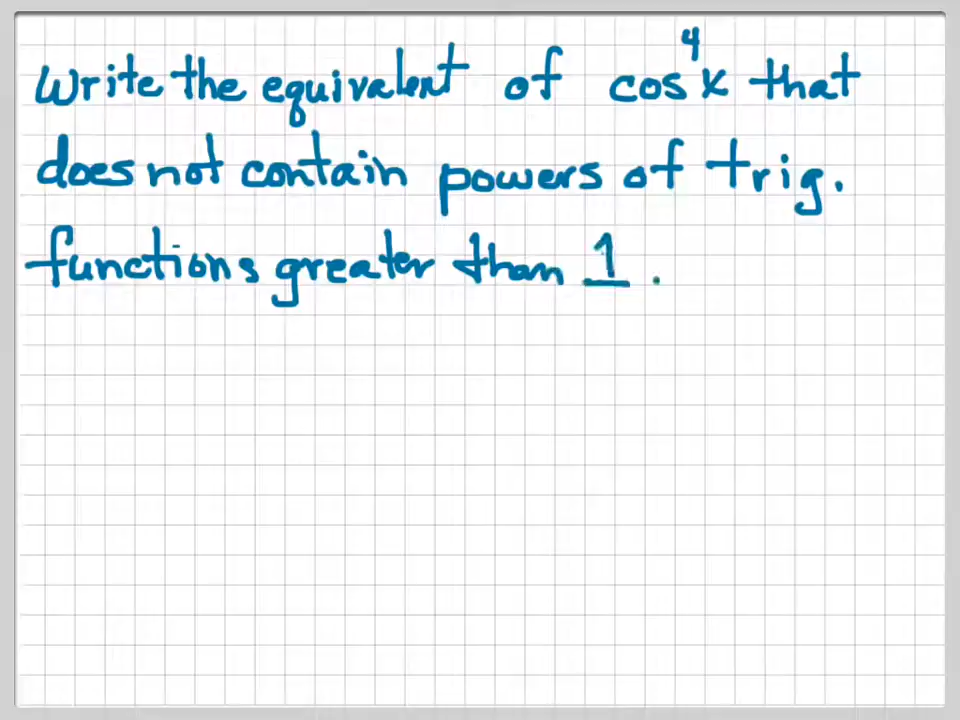 Write the equivalent of cos⁴x that
does not contain powers of trig.
functions greater than 1.